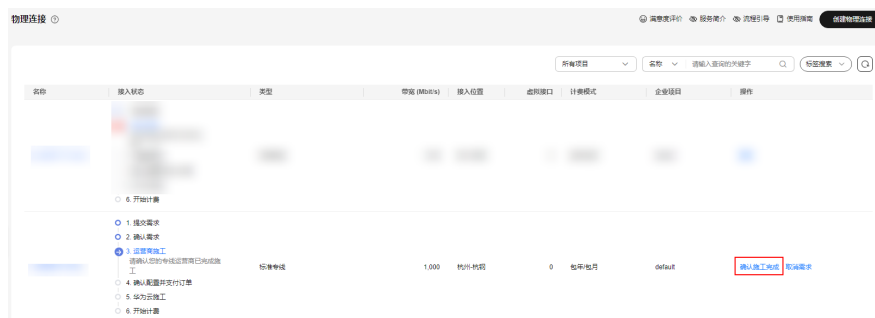 物理连接
满意度评价 服务简介 流程引导 使用指南 创建物理连接
所有项目 名称 请输入查询的关键字 标签搜索
名称 接入状态 类型 带宽 (Mbit/s) 接入位置 虚拟接口 计费模式 企业项目 操作
6. 开始计费
1. 提交需求
2. 确认需求
3. 运营商施工
请确认您的专线运营商已完成施
工
标准专线 1,000 杭州-杭钢 0 包年/包月 default 确认施工完成 取消需求
4. 确认配置并支付订单
5. 华为云施工
6. 开始计费